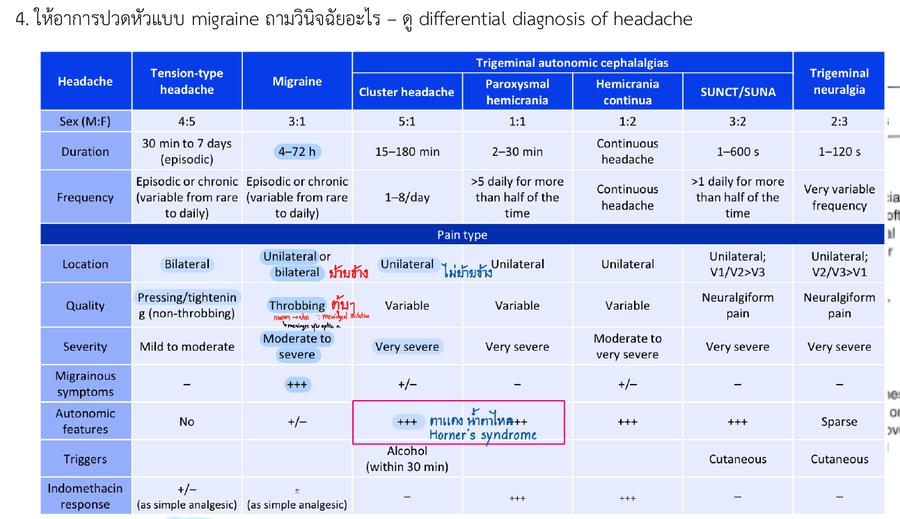 4. ให้อาการปวดหัวแบบ migraine ถามวินิจฉัยอะไร – ดู differential diagnosis of headache
Headache
Tension-type
headache
Migraine
Trigeminal autonomic cephalalgias
Cluster headache
Paroxysmal
hemicrania
Hemicrania
continua
SUNCT/SUNA
Trigeminal
neuralgia
Sex (M:F) 4:5 3:1 5:1 1:1 1:2 3:2 2:3
Duration
30 min to 7 days
(episodic)
4–72 h
15–180 min
2–30 min
Continuous
headache
1–600 s
1–120 s
Frequency
Episodic or chronic
(variable from rare
to daily)
Episodic or chronic
(variable from rare
to daily)
1–8/day
>5 daily for more
than half of the
time
Continuous
headache
>1 daily for more
than half of the
time
Very variable
frequency
Pain type
Location
Bilateral
Unilateral or
bilateral ย้ายข้าง
Unilateral ไม่ย้ายข้าง
Unilateral
Unilateral
Unilateral;
V1/V2>V3
Unilateral;
V2/V3>V1
Quality
Pressing/tightenin
g (non-throbbing)
Throbbing ตุ้บๆ
Variable
Variable
Variable
Neuralgiform
pain
Neuralgiform
pain
Severity
Mild to moderate
Moderate to
severe
Very severe
Very severe
Moderate to
very severe
Very severe
Very severe
Migrainous
symptoms
– +++ +/– – +/– – –
Autonomic
features
No
+/–
+++ ตาแดง น้ำตาไหล
Horner's syndrome
+++
+++
+++
Sparse
Triggers
Alcohol
(within 30 min)
Cutaneous
Cutaneous
Indomethacin
response
+/–
(as simple analgesic)
±
(as simple analgesic)
– +++ +++ – –